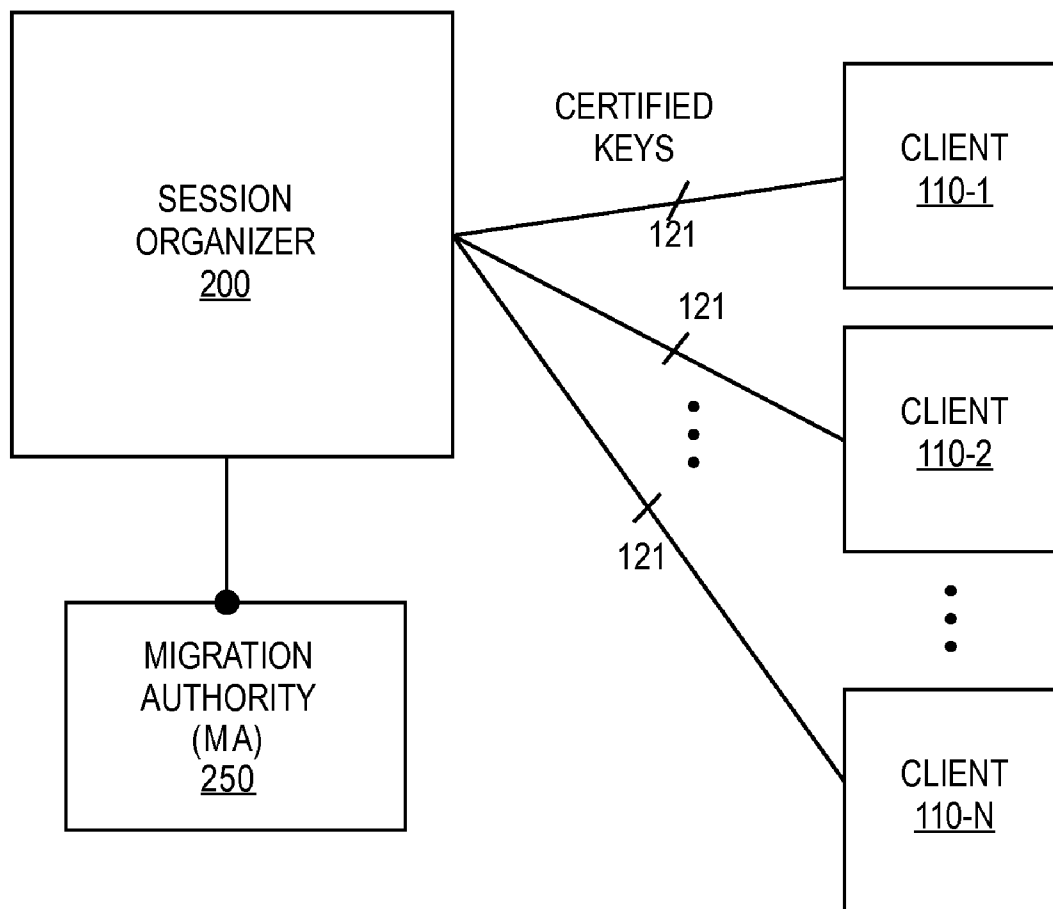 SESSION
ORGANIZER
200
CERTIFIED
KEYS
121
121
121
CLIENT
110-1
CLIENT
110-2
CLIENT
110-N
MIGRATION
AUTHORITY
(MA)
250